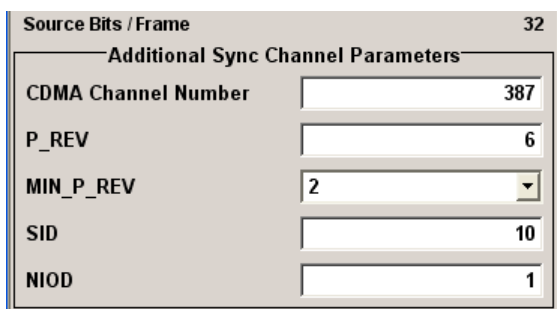 Source Bits / Frame 32
Additional Sync Channel Parameters
CDMA Channel Number 387
P_REV 6
MIN_P_REV 2
SID 10
NIOD 1